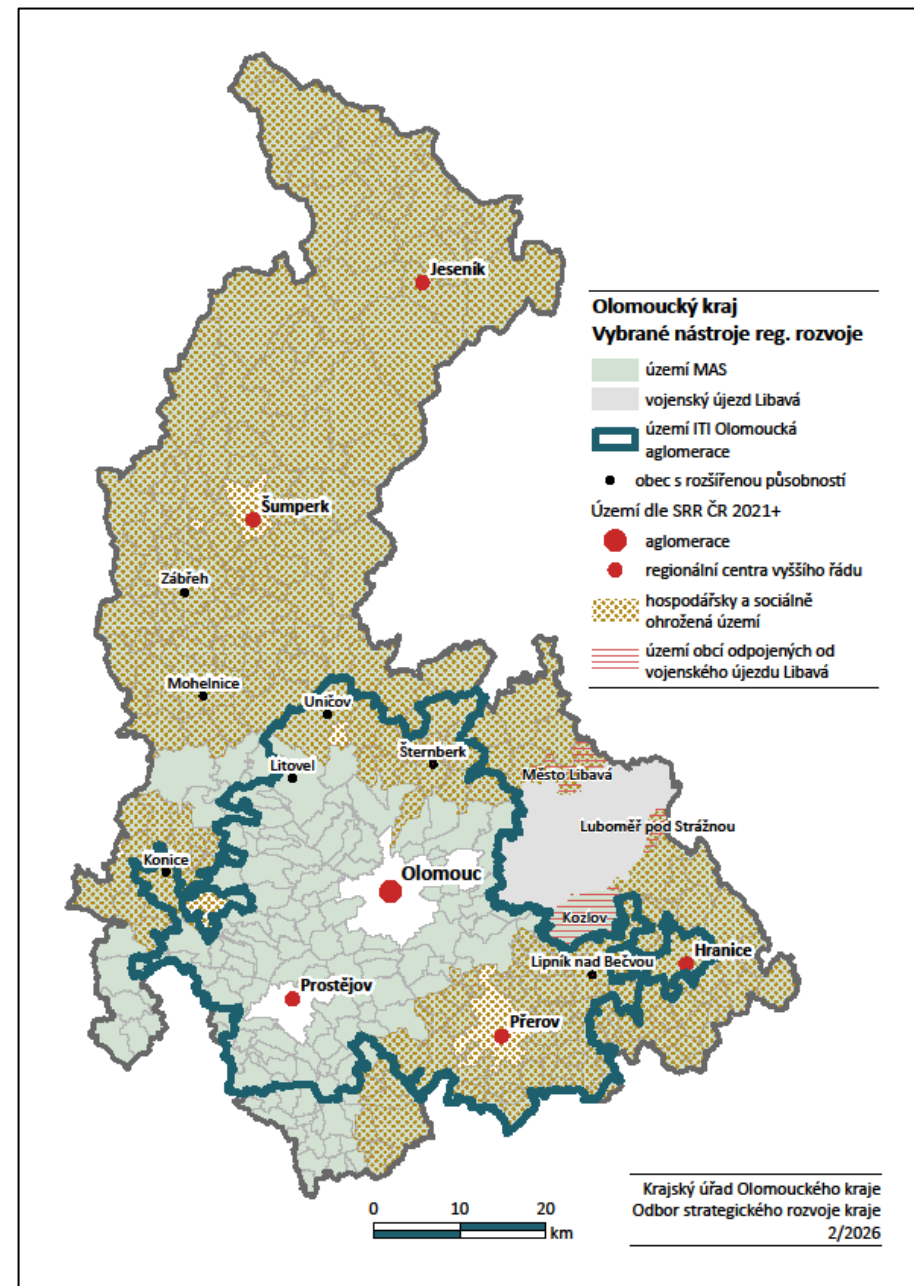 Jeseník
Olomoucký kraj
Vybrané nástroje reg. rozvoje
území MAS
vojenský újezd Libavá
území ITI Olomoucká
aglomerace
obec s rozšířenou působností
Území dle SRR ČR 2021+
aglomerace
regionální centra vyššího řádu
hospodářsky a sociálně
ohrožená území
území obcí odpojených od
vojenského újezdu Libavá
Šumperk
Zábřeh
Mohelnice
Uničov
Šternberk
Litovel
Město Libavá
Luboměř pod Strážnou
Konice
Olomouc
Kozlov
Hranice
Lipník nad Bečvou
Prostějov
Přerov
0 10 20
km
Krajský úřad Olomouckého kraje
Odbor strategického rozvoje kraje
2/2026